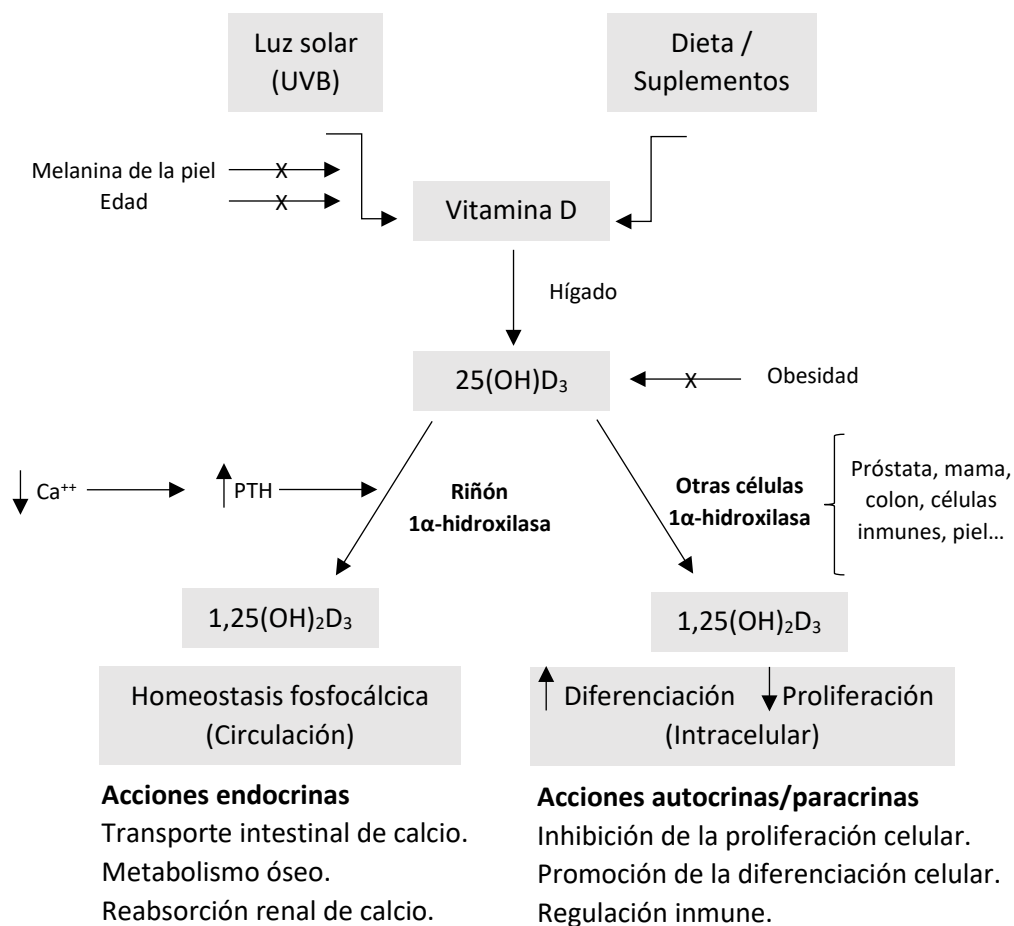 Luz solar
(UVB)
Dieta /
Suplementos
Melanina de la piel
X
Edad
X
Vitamina D
Hígado
25(OH)D₃
X
Obesidad
Ca⁺⁺
PTH
Riñón
1α-hidroxilasa
Otras células
1α-hidroxilasa
Próstata, mama,
colon, células
inmunes, piel…
1,25(OH)₂D₃
1,25(OH)₂D₃
Homeostasis fosfocálcica
(Circulación)
Diferenciación
Proliferación
(Intracelular)
Acciones endocrinas
Transporte intestinal de calcio.
Metabolismo óseo.
Reabsorción renal de calcio.
Acciones autocrinas/paracrinas
Inhibición de la proliferación celular.
Promoción de la diferenciación celular.
Regulación inmune.